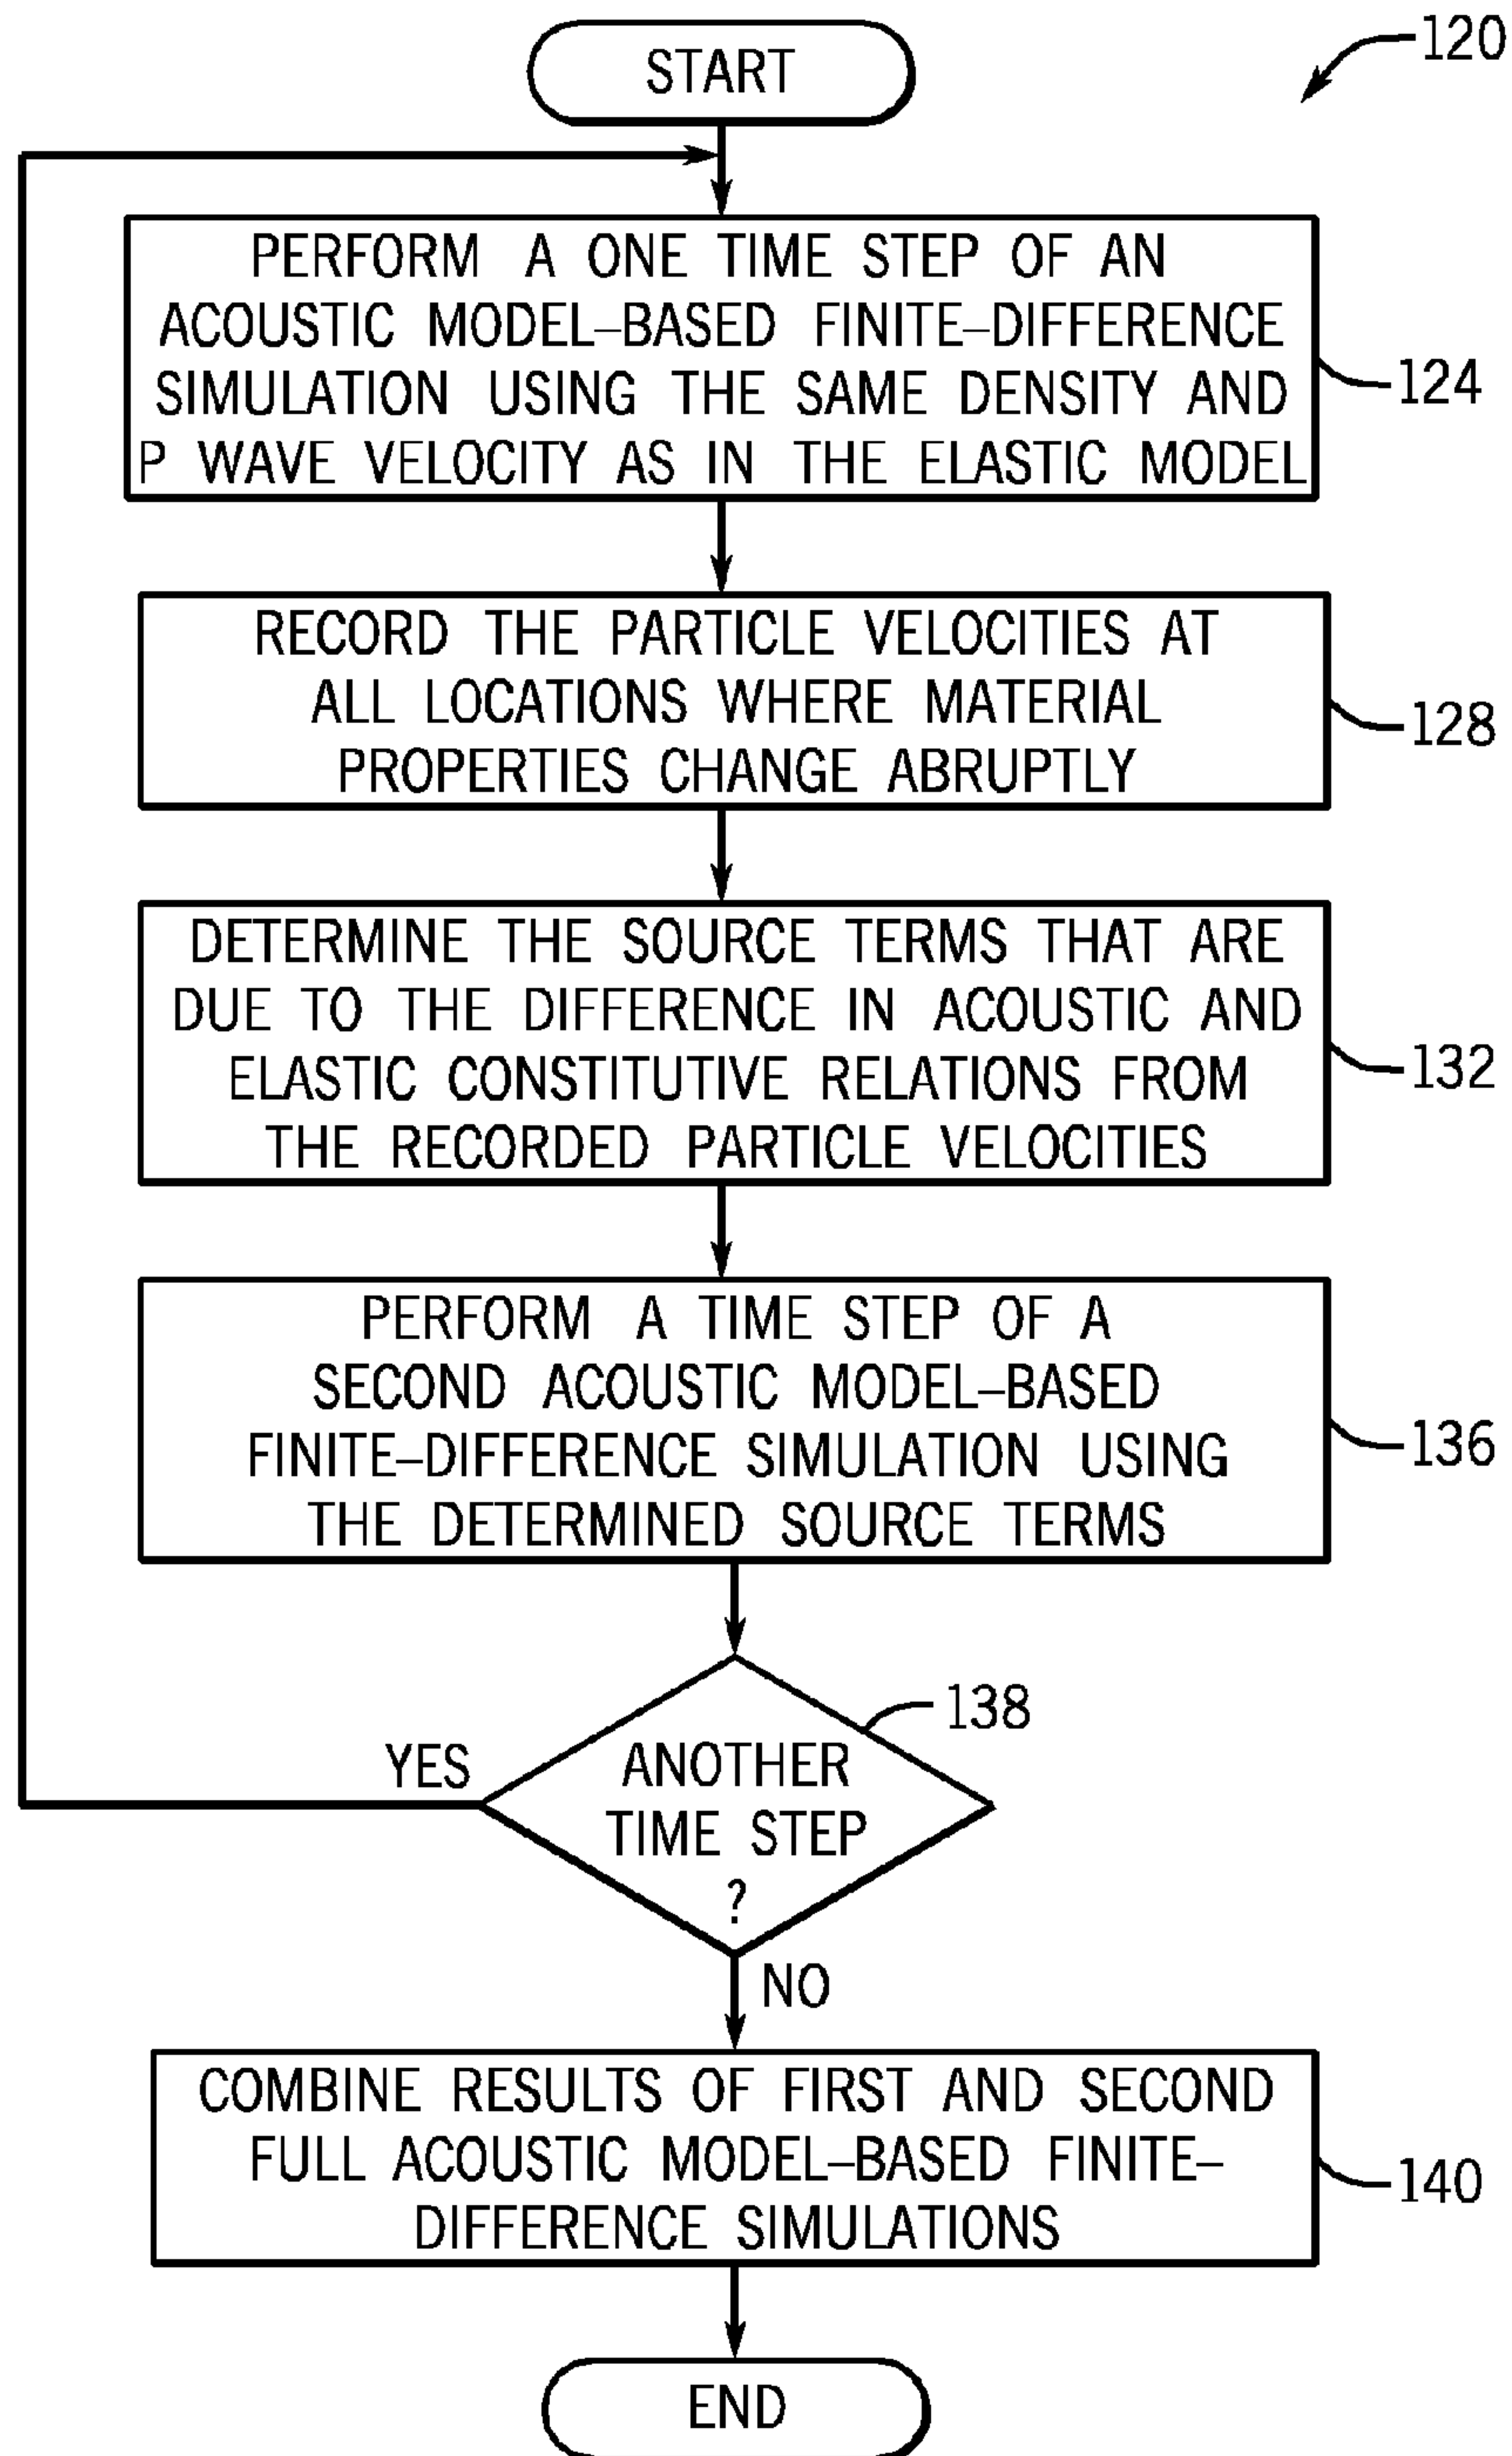 START
120
PERFORM A ONE TIME STEP OF AN
ACOUSTIC MODEL–BASED FINITE–DIFFERENCE
SIMULATION USING THE SAME DENSITY AND
P WAVE VELOCITY AS IN THE ELASTIC MODEL
124
RECORD THE PARTICLE VELOCITIES AT
ALL LOCATIONS WHERE MATERIAL
PROPERTIES CHANGE ABRUPTLY
128
DETERMINE THE SOURCE TERMS THAT ARE
DUE TO THE DIFFERENCE IN ACOUSTIC AND
ELASTIC CONSTITUTIVE RELATIONS FROM
THE RECORDED PARTICLE VELOCITIES
132
PERFORM A TIME STEP OF A
SECOND ACOUSTIC MODEL–BASED
FINITE–DIFFERENCE SIMULATION USING
THE DETERMINED SOURCE TERMS
136
138
YES
ANOTHER
TIME STEP
?
NO
COMBINE RESULTS OF FIRST AND SECOND
FULL ACOUSTIC MODEL–BASED FINITE–
DIFFERENCE SIMULATIONS
140
END